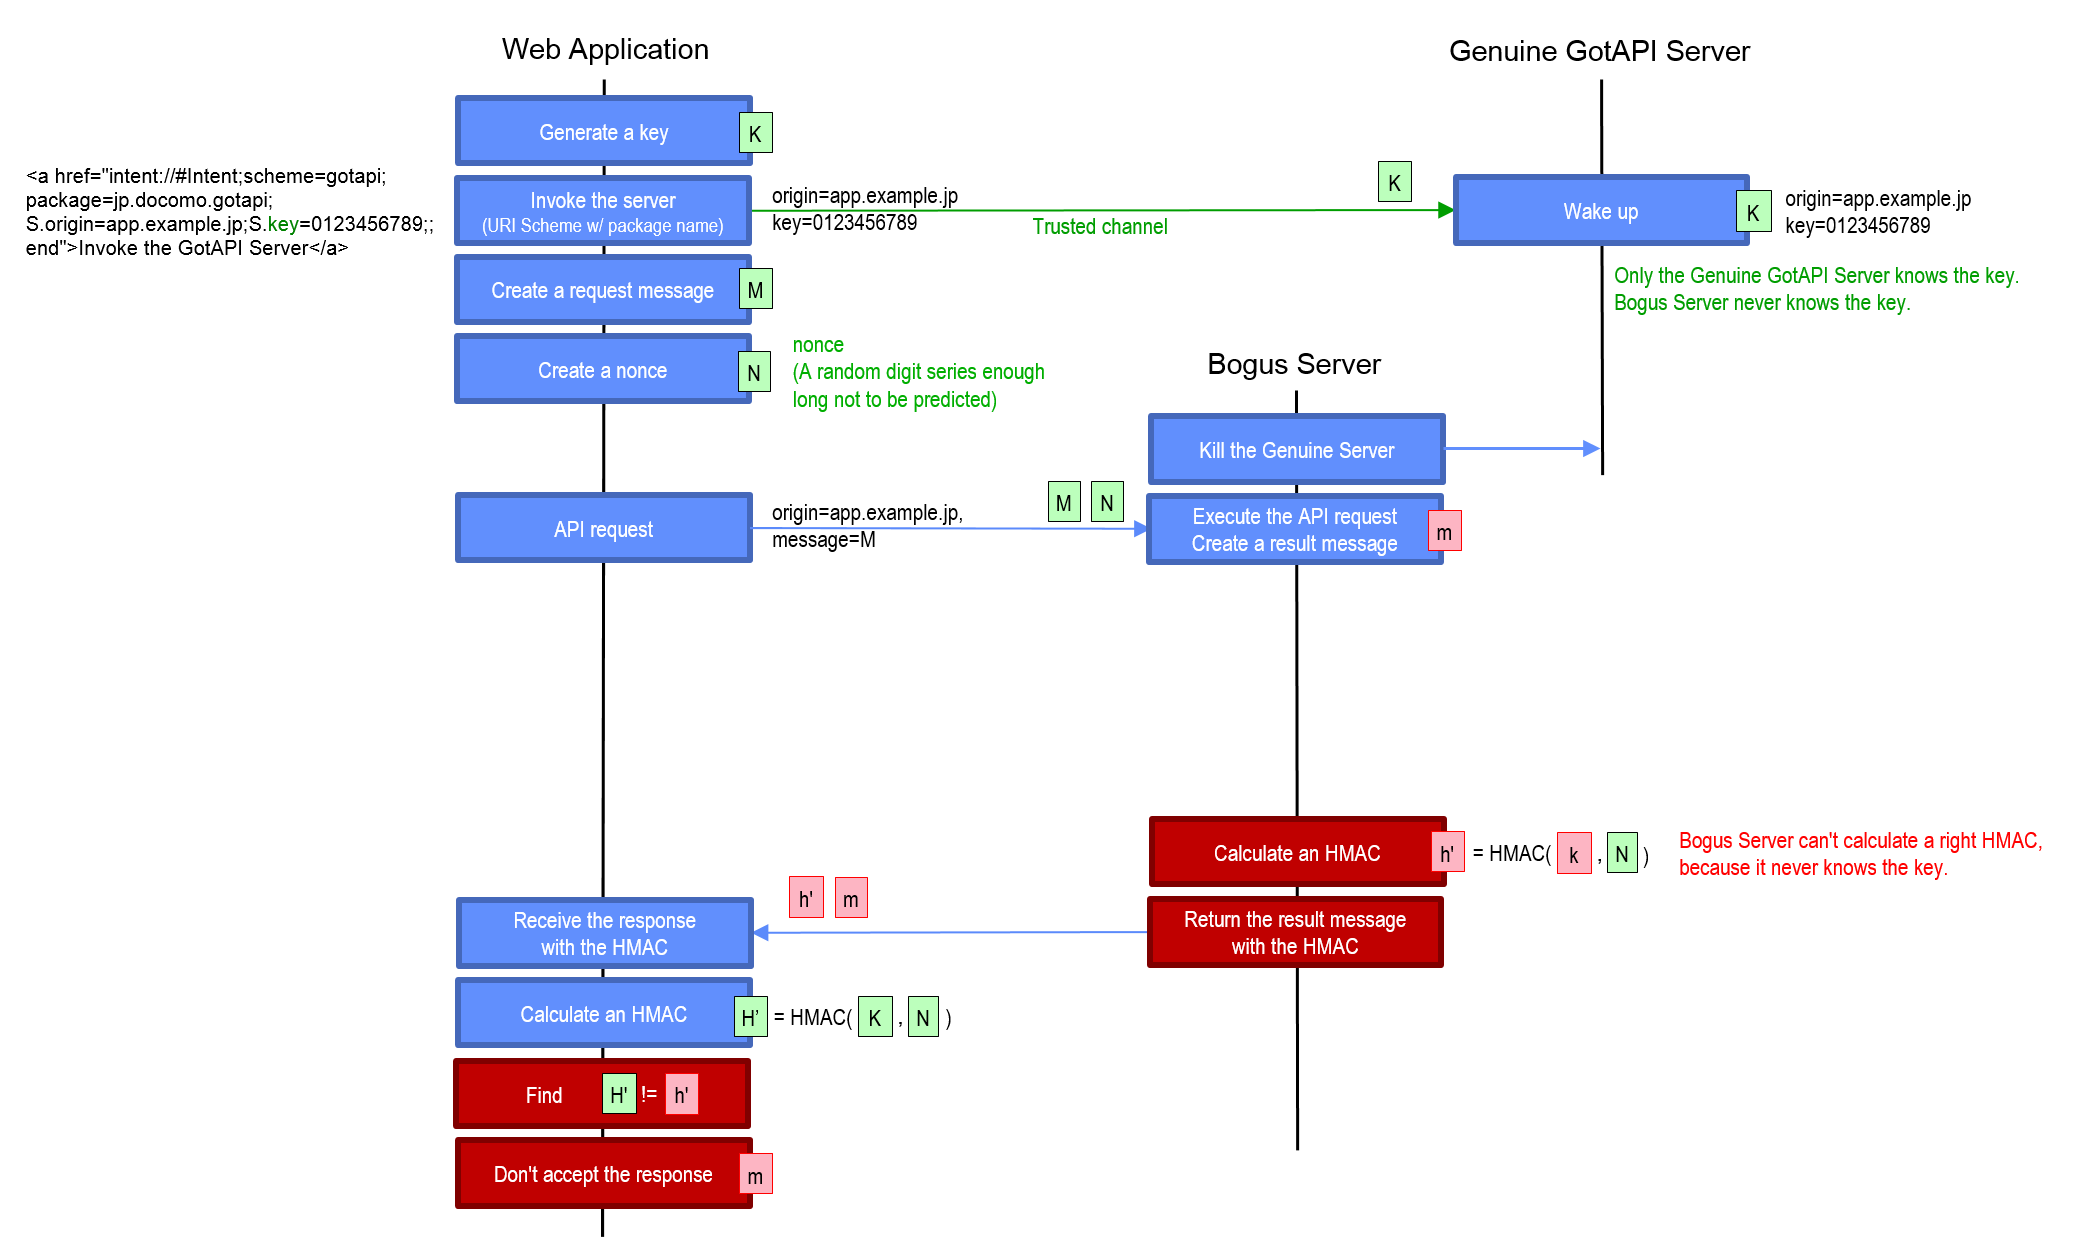 Web Application
Genuine GotAPI Server
Generate a key
K
<a href="intent://#Intent;scheme=gotapi;
package=jp.docomo.gotapi;
S.origin=app.example.jp;S.key=0123456789;;
end">Invoke the GotAPI Server</a>
Invoke the server
(URI Scheme w/ package name)
origin=app.example.jp
key=0123456789
Trusted channel
K
Wake up
K
origin=app.example.jp
key=0123456789
Only the Genuine GotAPI Server knows the key.
Bogus Server never knows the key.
Create a request message
M
Create a nonce
N
nonce
(A random digit series enough
long not to be predicted)
Bogus Server
Kill the Genuine Server
API request
origin=app.example.jp,
message=M
M N
Execute the API request
Create a result message
m
Calculate an HMAC
h' = HMAC( k , N )
Bogus Server can't calculate a right HMAC,
because it never knows the key.
Return the result message
with the HMAC
h' m
Receive the response
with the HMAC
Calculate an HMAC
H’ = HMAC( K , N )
Find H' != h'
Don't accept the response
m